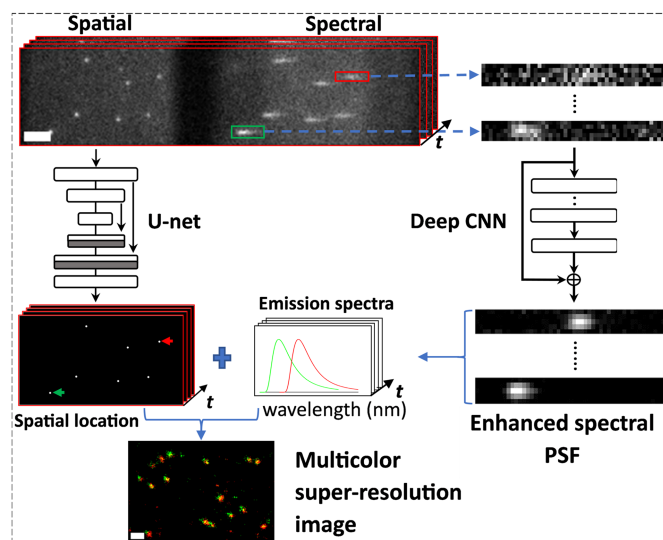 Spatial
Spectral
t
U-net
Deep CNN
Emission spectra
t
wavelength (nm)
Spatial location
Enhanced spectral
PSF
Multicolor
super-resolution
image